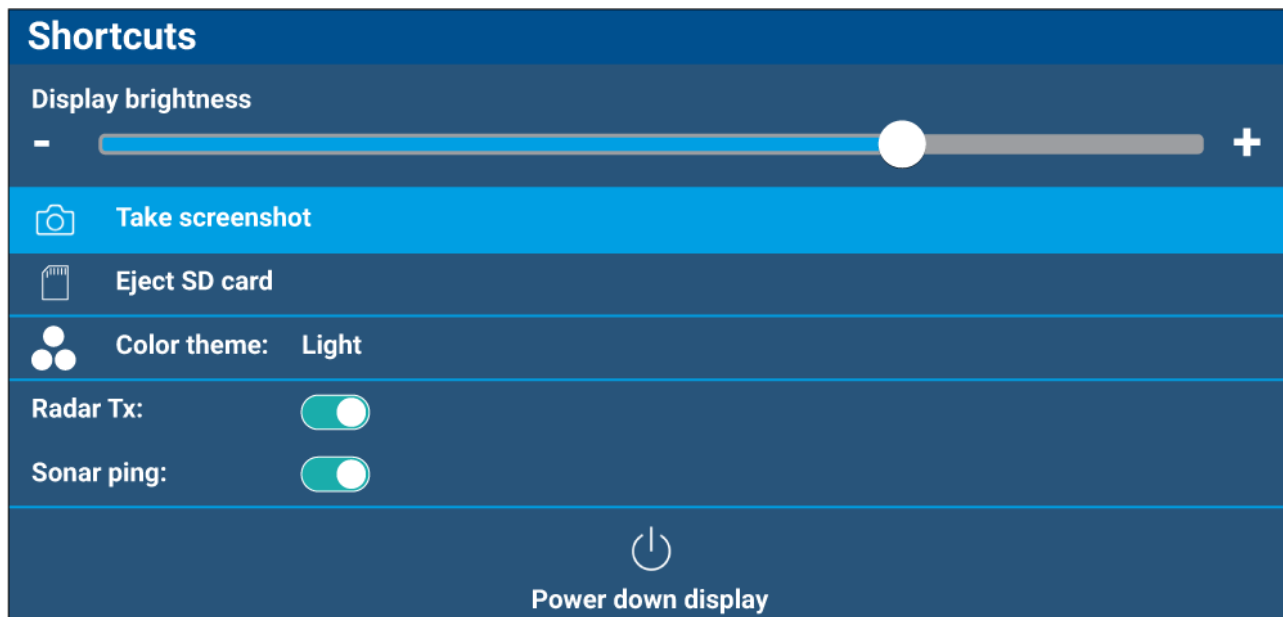 Shortcuts
Display brightness
- +
Take screenshot
Eject SD card
Color theme: Light
Radar Tx:
Sonar ping:
Power down display